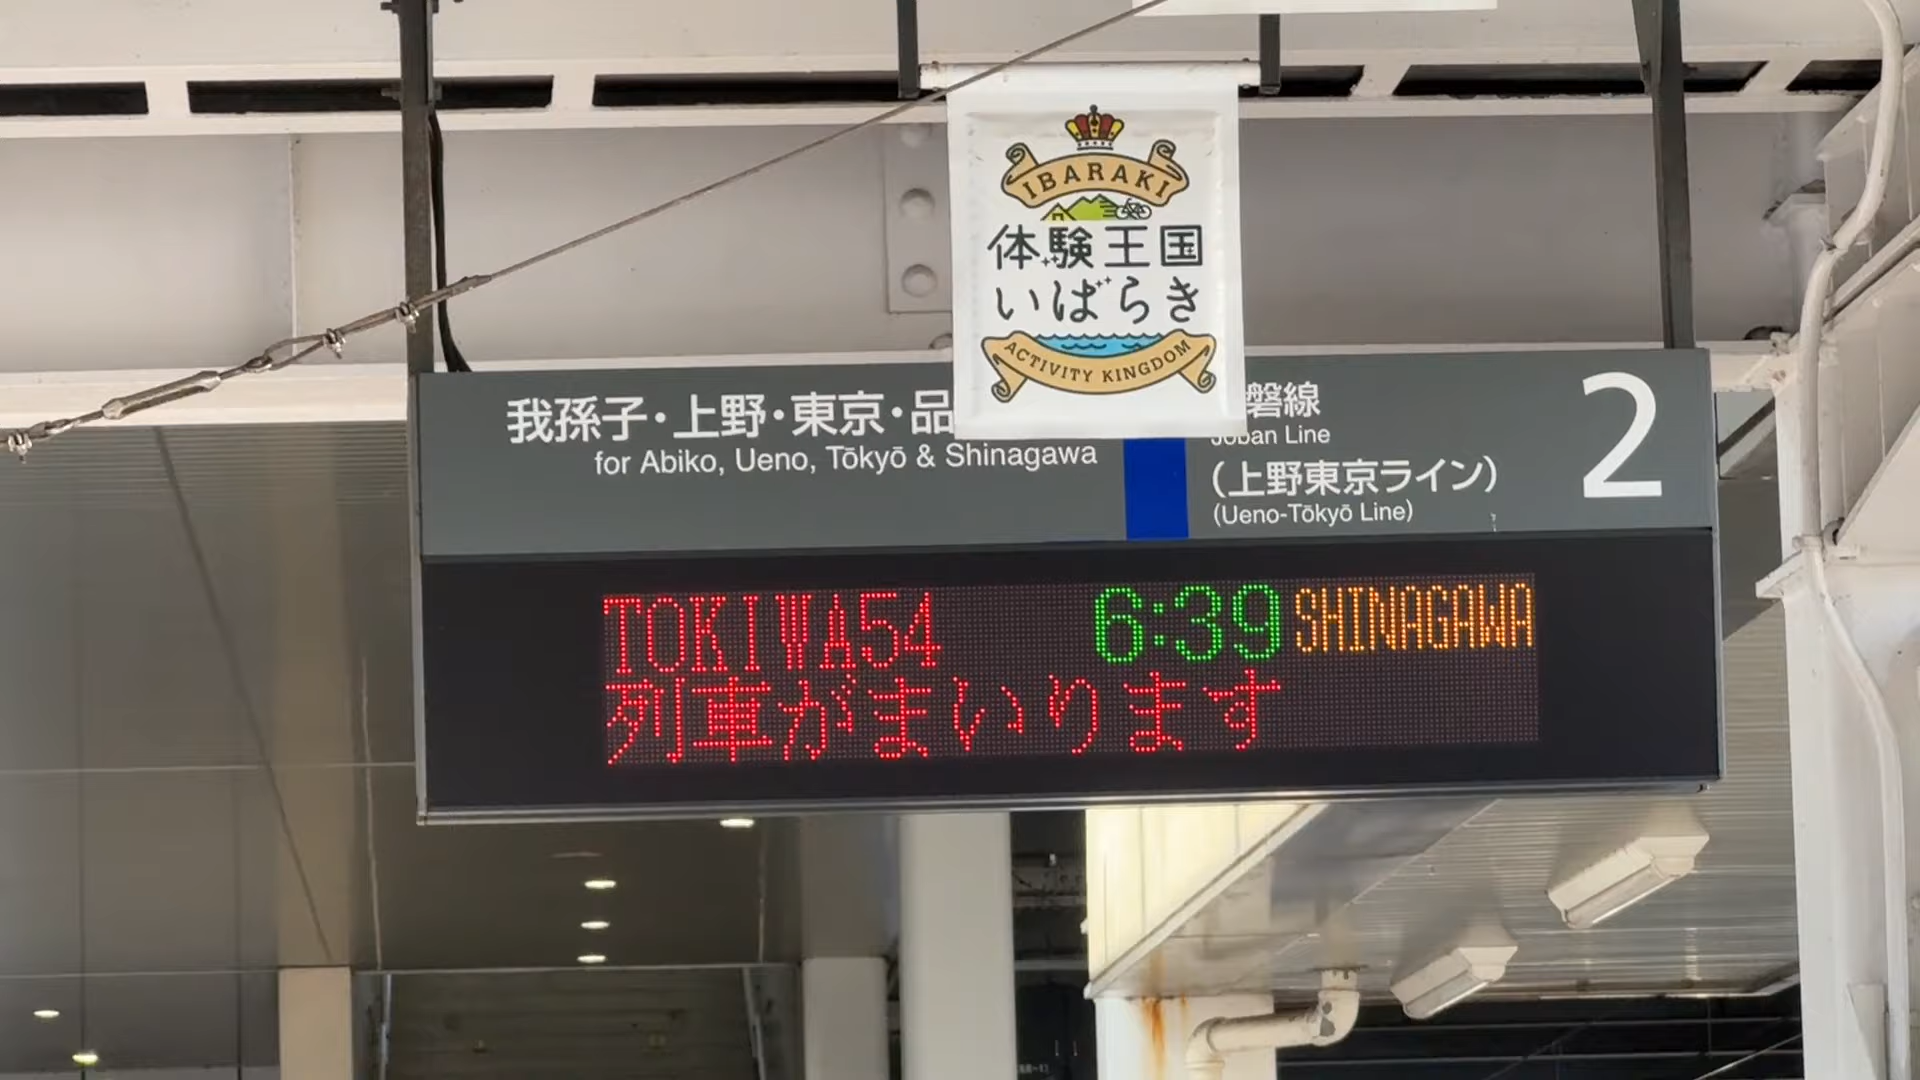 IBARAKI
体験王国
いばらき
ACTIVITY KINGDOM
我孫子・上野・東京・品
for Abiko, Ueno, Tōkyō & Shinagawa
磐線
Jōban Line
(上野東京ライン)
(Ueno-Tōkyō Line)
2
TOKIWA54 6:39 SHINAGAWA
列車がまいります